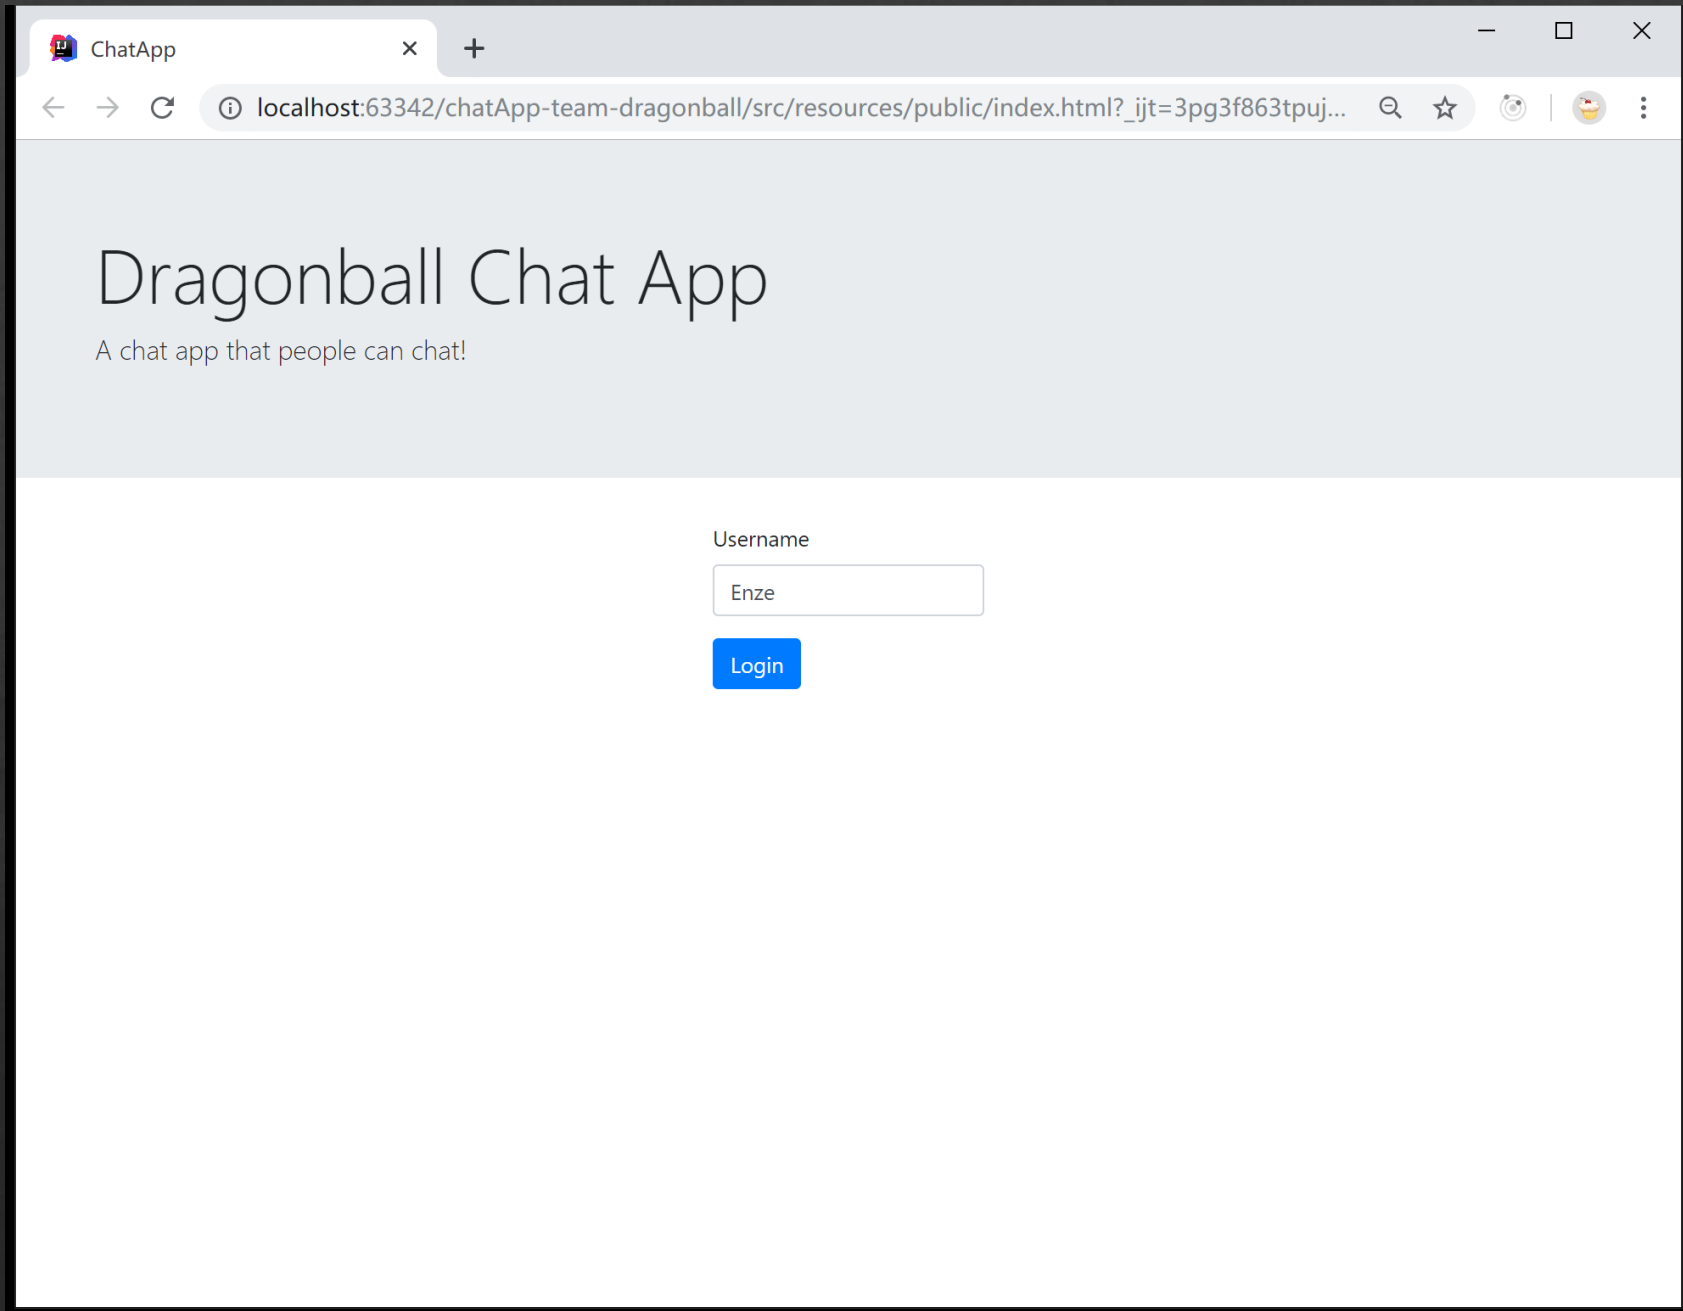 IJ
ChatApp
localhost:63342/chatApp-team-dragonball/src/resources/public/index.html?_ijt=3pg3f863tpuj...
Dragonball Chat App
A chat app that people can chat!
Username
Enze
Login